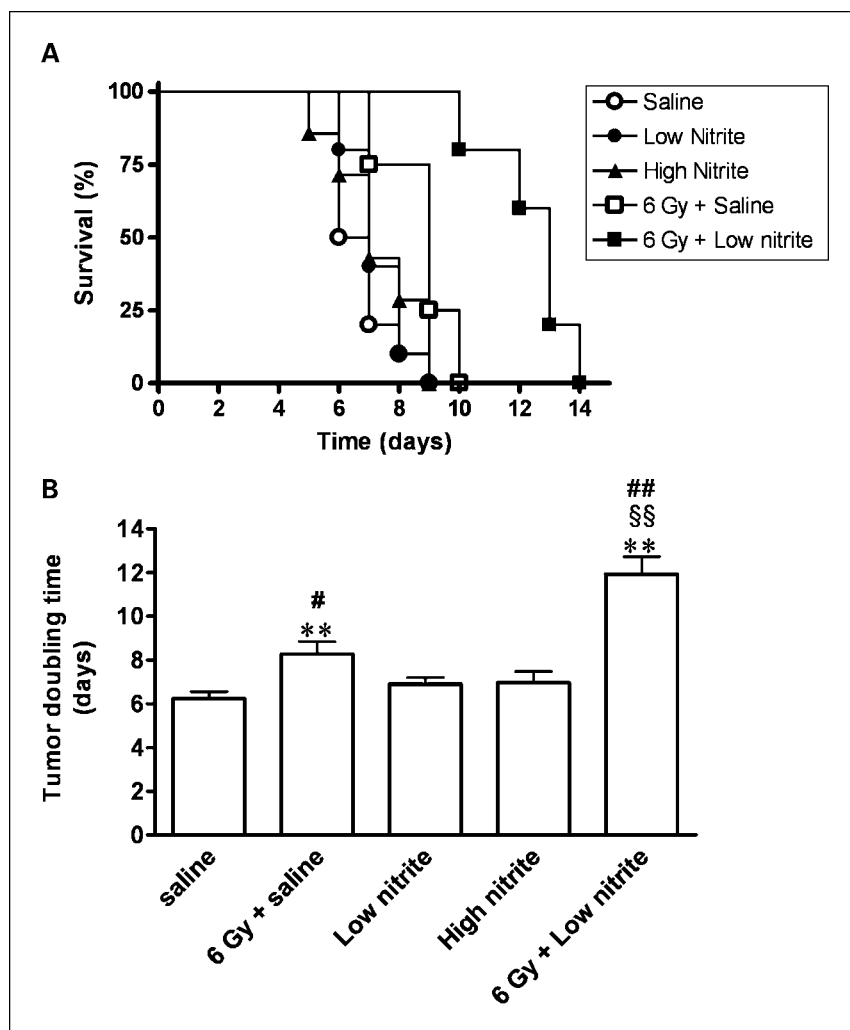 A
Survival (%)
100
75
50
25
0
0 2 4 6 8 10 12 14
Time (days)
Saline
Low Nitrite
High Nitrite
6 Gy + Saline
6 Gy + Low nitrite
B
Tumor doubling time
(days)
14
12
10
8
6
4
2
0
#
**
##
§§
**
saline
6 Gy + saline
Low nitrite
High nitrite
6 Gy + Low nitrite